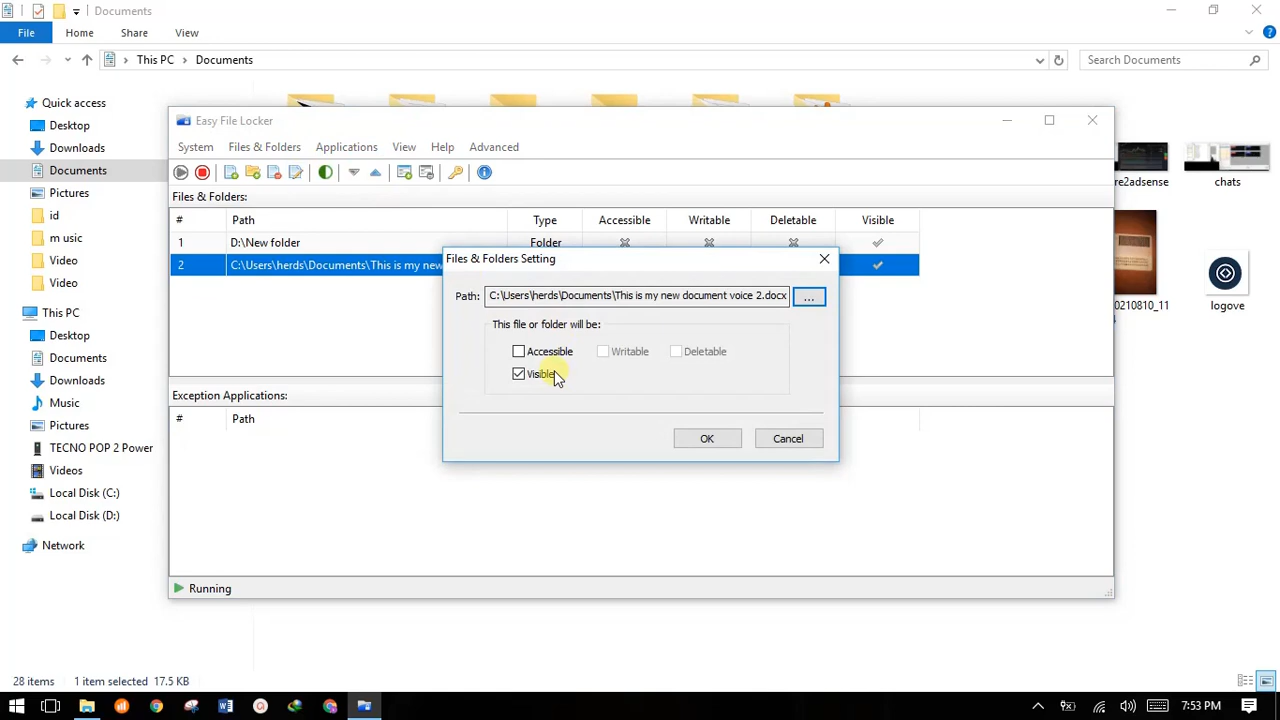 Documents
File Home Share View
This PC Documents Search Documents
Quick access
Desktop
Downloads
Documents
Pictures
id
m usic
Video
Video
This PC
Desktop
Documents
Downloads
Music
Pictures
TECNO POP 2 Power
Videos
Local Disk (C:)
Local Disk (D:)
Network
Easy File Locker
System Files & Folders Applications View Help Advanced
Files & Folders:
# Path Type Accessible Writable Deletable Visible
1 D:\New folder Folder
2 C:\Users\herds\Documents\This is my new
Files & Folders Setting
Path: C:\Users\herds\Documents\This is my new document voice 2.docx ...
This file or folder will be:
Accessible Writable Deletable
Visible
OK Cancel
Exception Applications:
# Path
Running
re2adsense
chats
0210810_11
logove
28 items 1 item selected 17.5 KB
7:53 PM